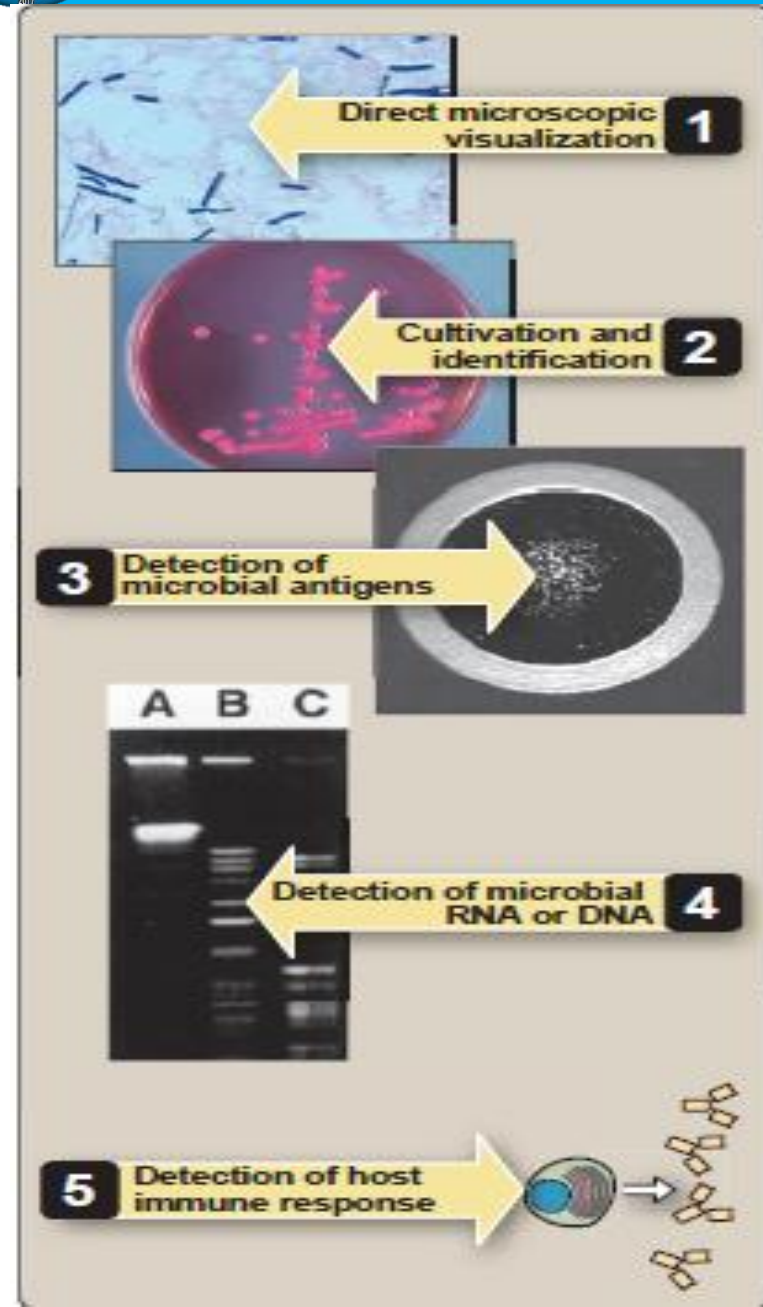 Direct microscopic
visualization
1
Cultivation and
identification
2
3
Detection of
microbial antigens
A B C
Detection of microbial
RNA or DNA
4
5
Detection of host
immune response